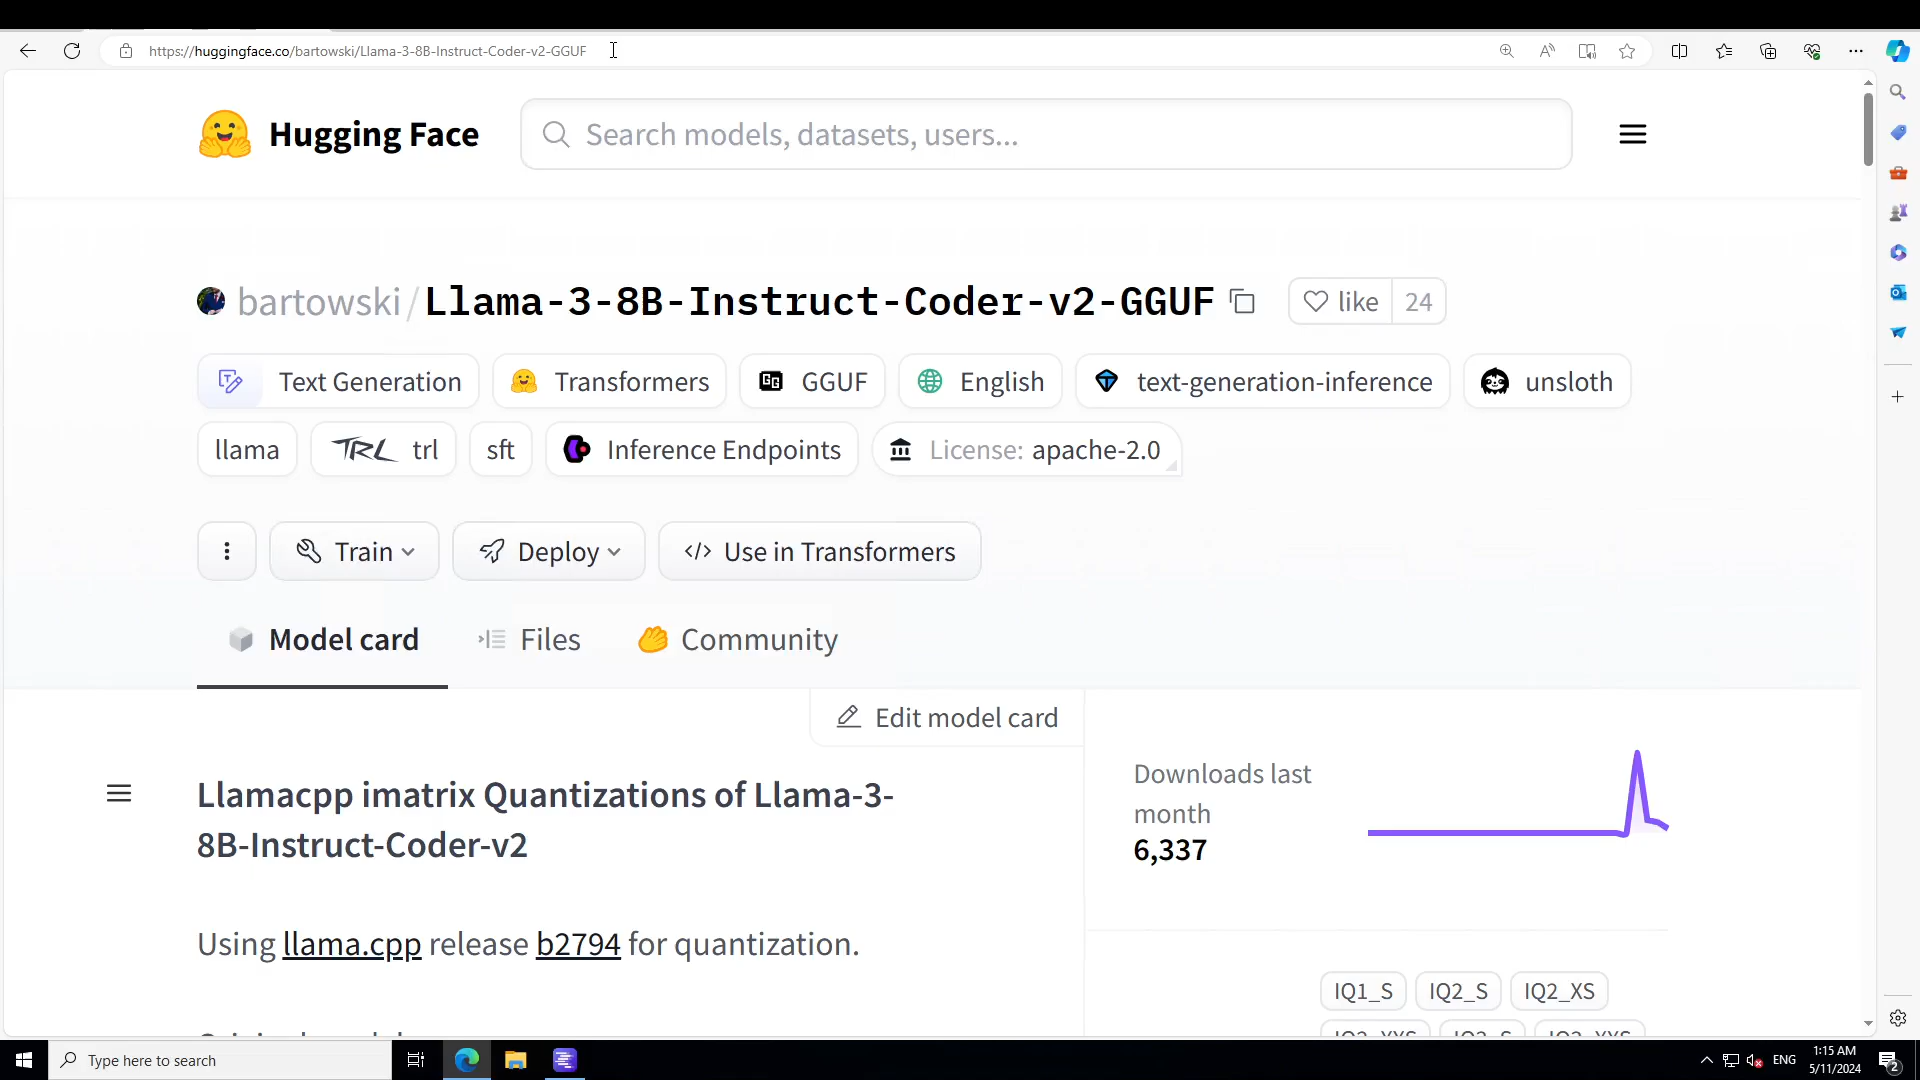 https://huggingface.co/bartowski/Llama-3-8B-Instruct-Coder-v2-GGUF
Hugging Face
Search models, datasets, users...
bartowski/Llama-3-8B-Instruct-Coder-v2-GGUF
like 24
Text Generation Transformers GGUF English text-generation-inference unsloth
llama TRL trl sft Inference Endpoints License: apache-2.0
Train Deploy </> Use in Transformers
Model card Files Community
Edit model card
Llamacpp imatrix Quantizations of Llama-3-
8B-Instruct-Coder-v2
Using llama.cpp release b2794 for quantization.
Downloads last
month
6,337
IQ1_S IQ2_S IQ2_XS
Type here to search
ENG
1:15 AM
5/11/2024
2